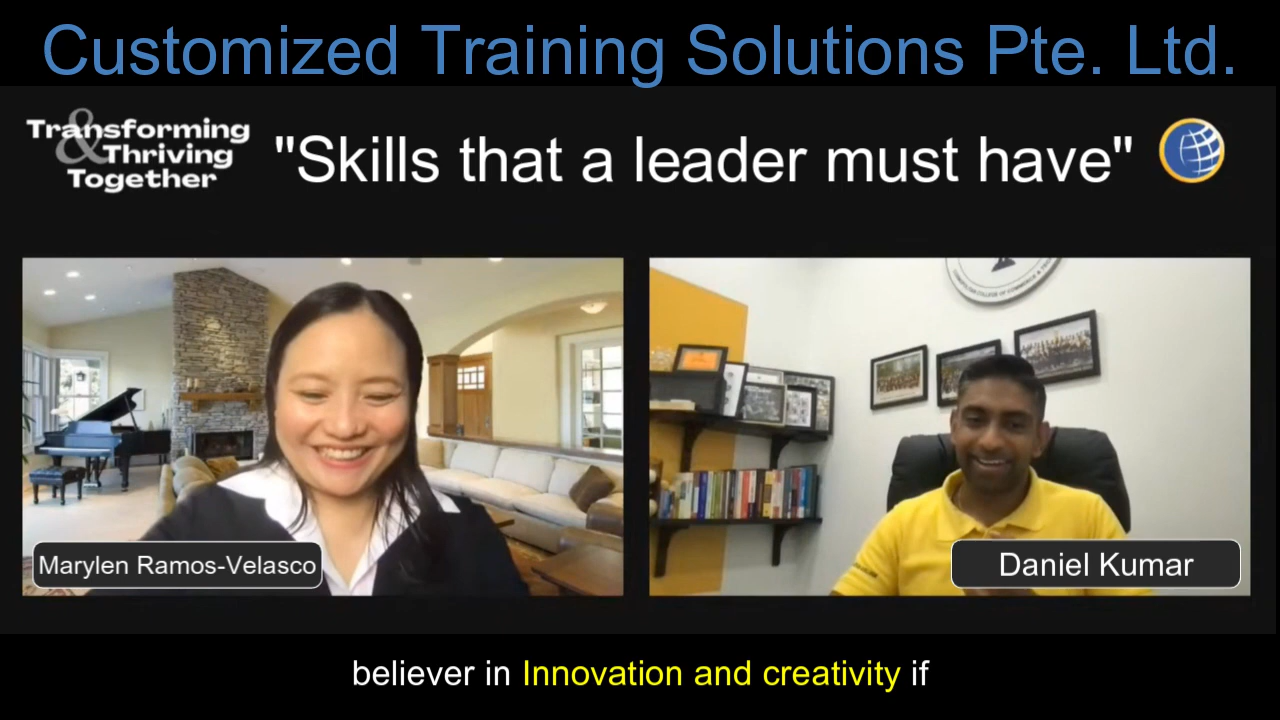 Customized Training Solutions Pte. Ltd.
Transforming
&
Thriving
Together
"Skills that a leader must have"
Marylen Ramos-Velasco
Daniel Kumar
believer in Innovation and creativity if